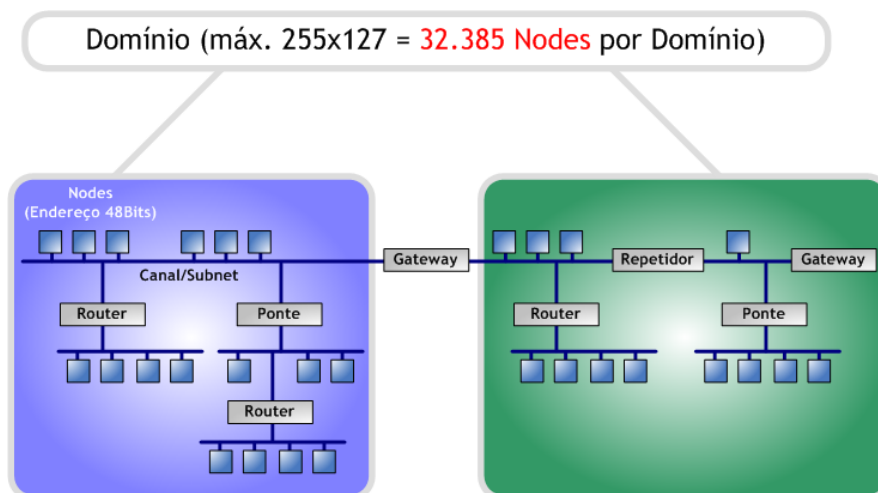 Domínio (máx. 255x127 = 32.385 Nodes por Domínio)
Nodes
(Endereço 48Bits)
Canal/Subnet
Gateway
Repetidor
Gateway
Router
Ponte
Router
Ponte
Router